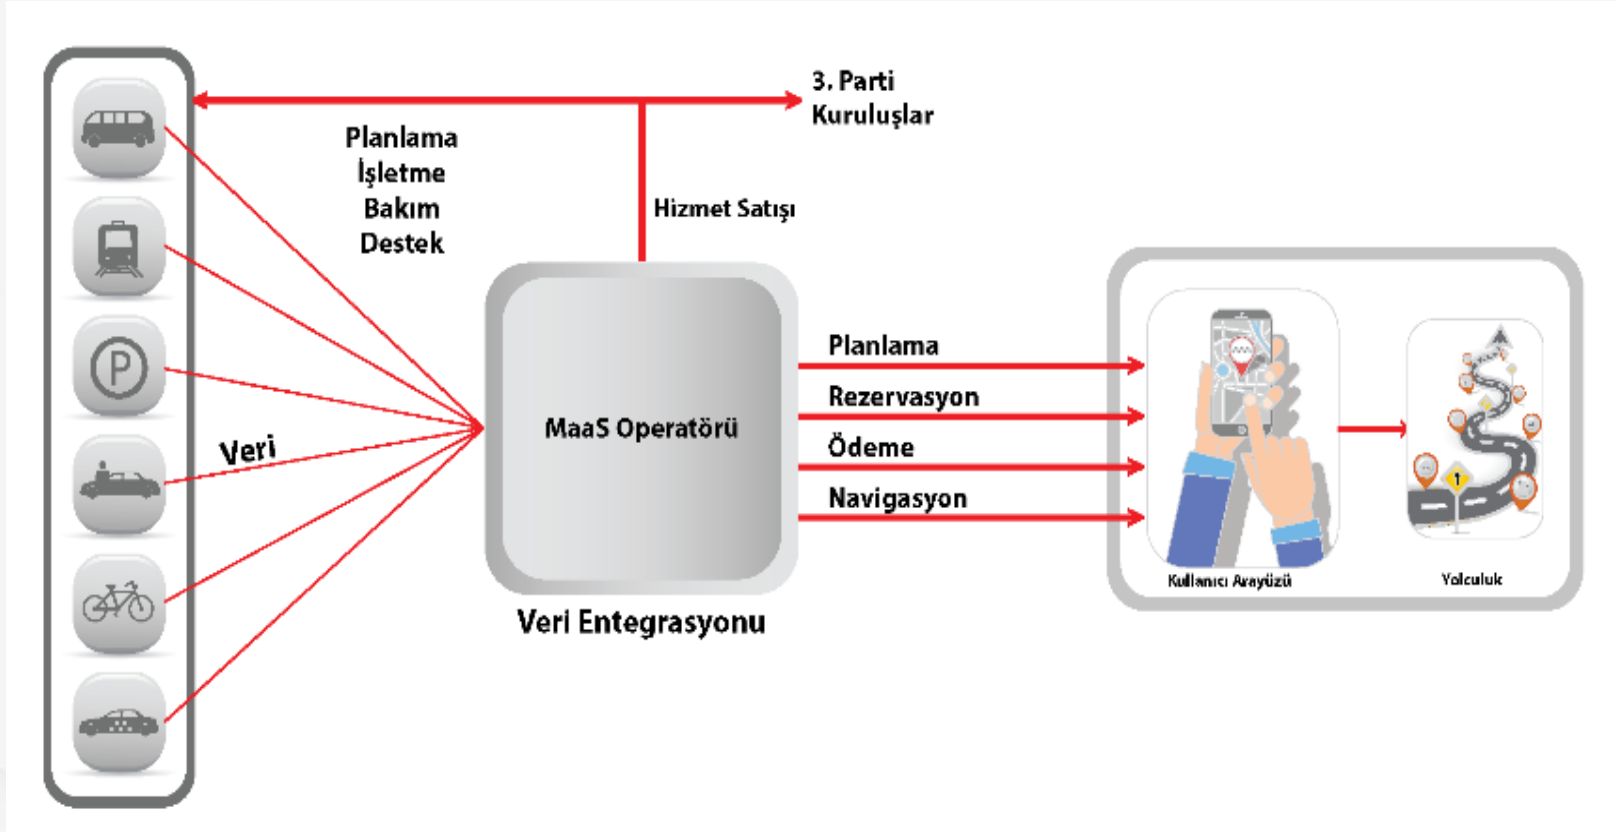 3. Parti
Kuruluşlar
Planlama
İşletme
Bakım
Destek
Hizmet Satışı
P
Veri
MaaS Operatörü
Veri Entegrasyonu
Planlama
Rezervasyon
Ödeme
Navigasyon
Kullanıcı Arayüzü
Yolculuk